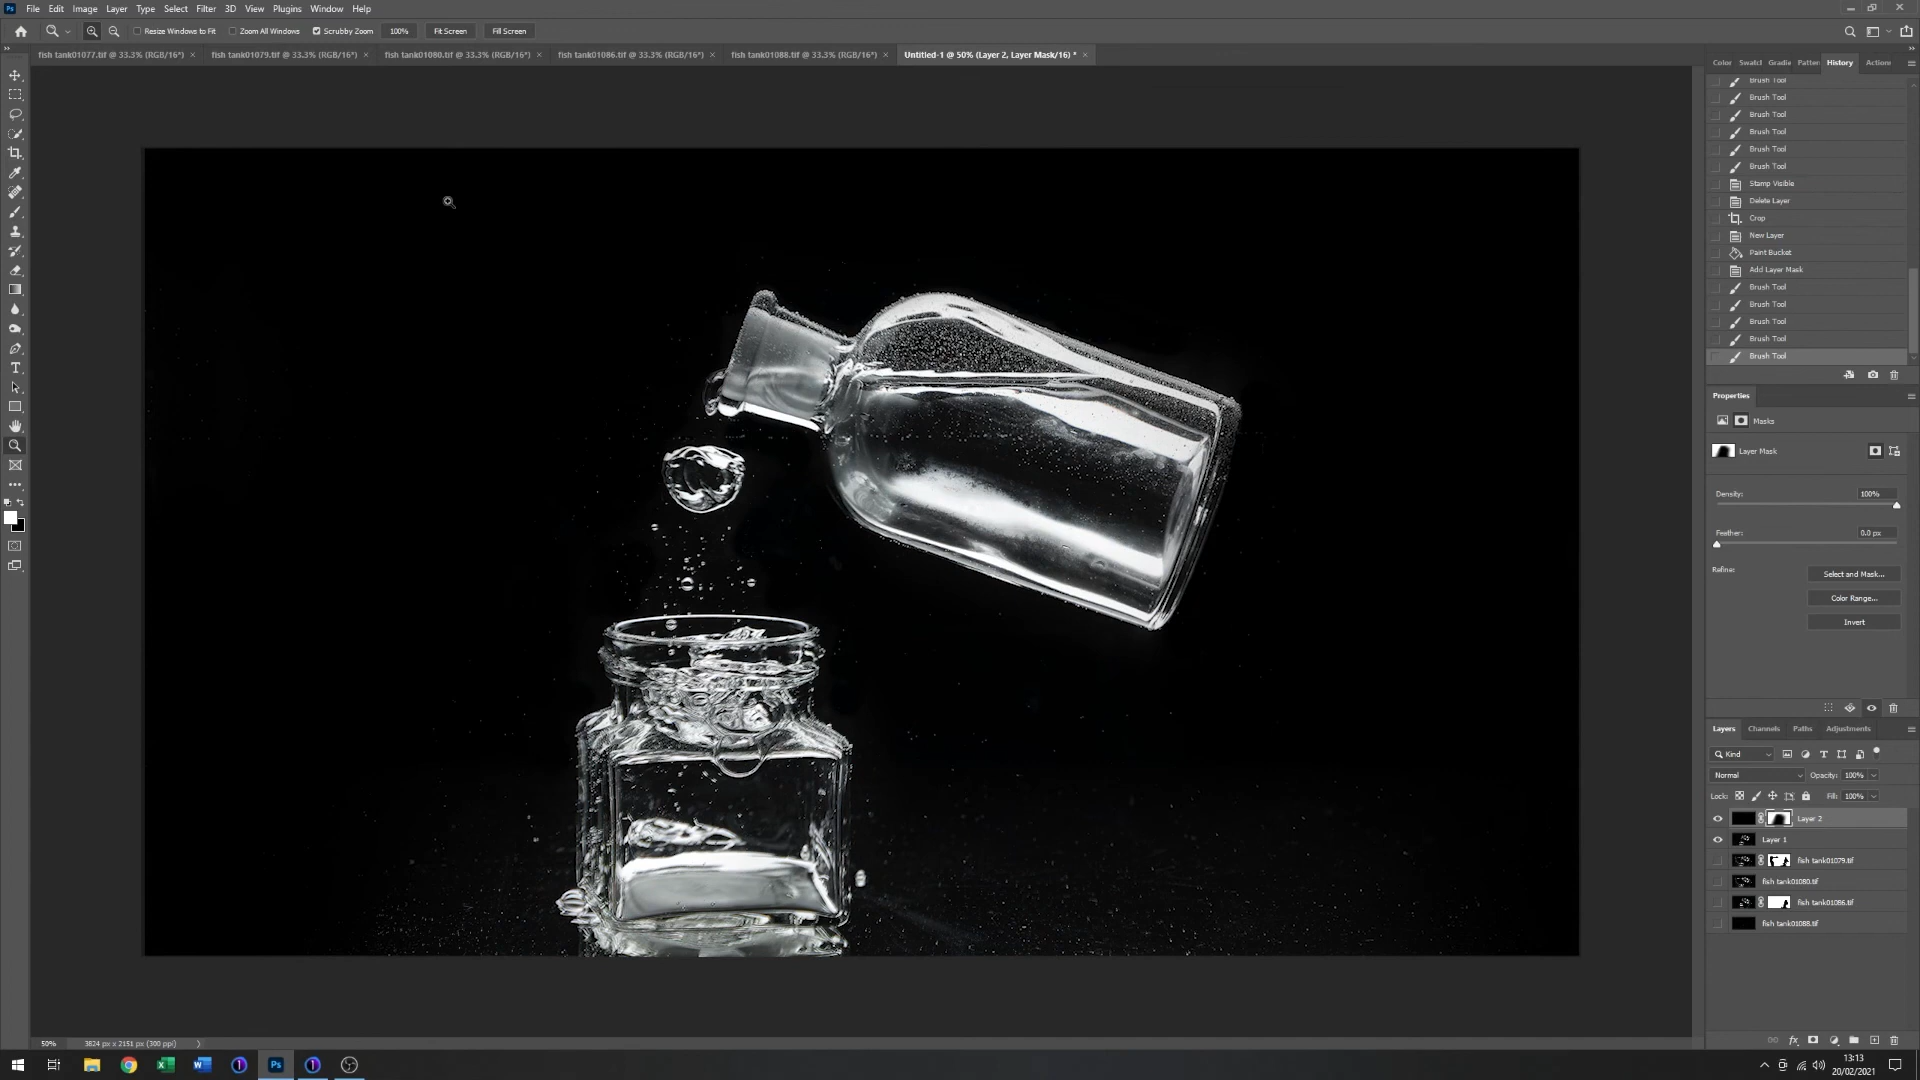 Ps File Edit Image Layer Type Select Filter 3D View Plugins Window Help
Resize Windows to Fit Zoom All Windows Scrubby Zoom 100% Fit Screen Fill Screen
fish tank01077.tif @ 33.3% (RGB/16*) × fish tank01079.tif @ 33.3% (RGB/16*) × fish tank01080.tif @ 33.3% (RGB/16*) × fish tank01086.tif @ 33.3% (RGB/16*) × fish tank01088.tif @ 33.3% (RGB/16*) × Untitled-1 @ 50% (Layer 2, Layer Mask/16) * ×
Color Swatcl Gradie Patter History Action
Brush Tool
Brush Tool
Brush Tool
Brush Tool
Brush Tool
Brush Tool
Stamp Visible
Delete Layer
Crop
New Layer
Paint Bucket
Add Layer Mask
Brush Tool
Brush Tool
Brush Tool
Brush Tool
Brush Tool
Properties
Masks
Layer Mask
Density: 100%
Feather: 0.0 px
Refine: Select and Mask...
Color Range...
Invert
Layers Channels Paths Adjustments
Kind
Normal Opacity: 100%
Lock: Fill: 100%
Layer 2
Layer 1
fish tank01079.tif
fish tank01080.tif
fish tank01086.tif
fish tank01088.tif
50% 3824 px x 2151 px (300 ppi)
13:13
20/02/2021